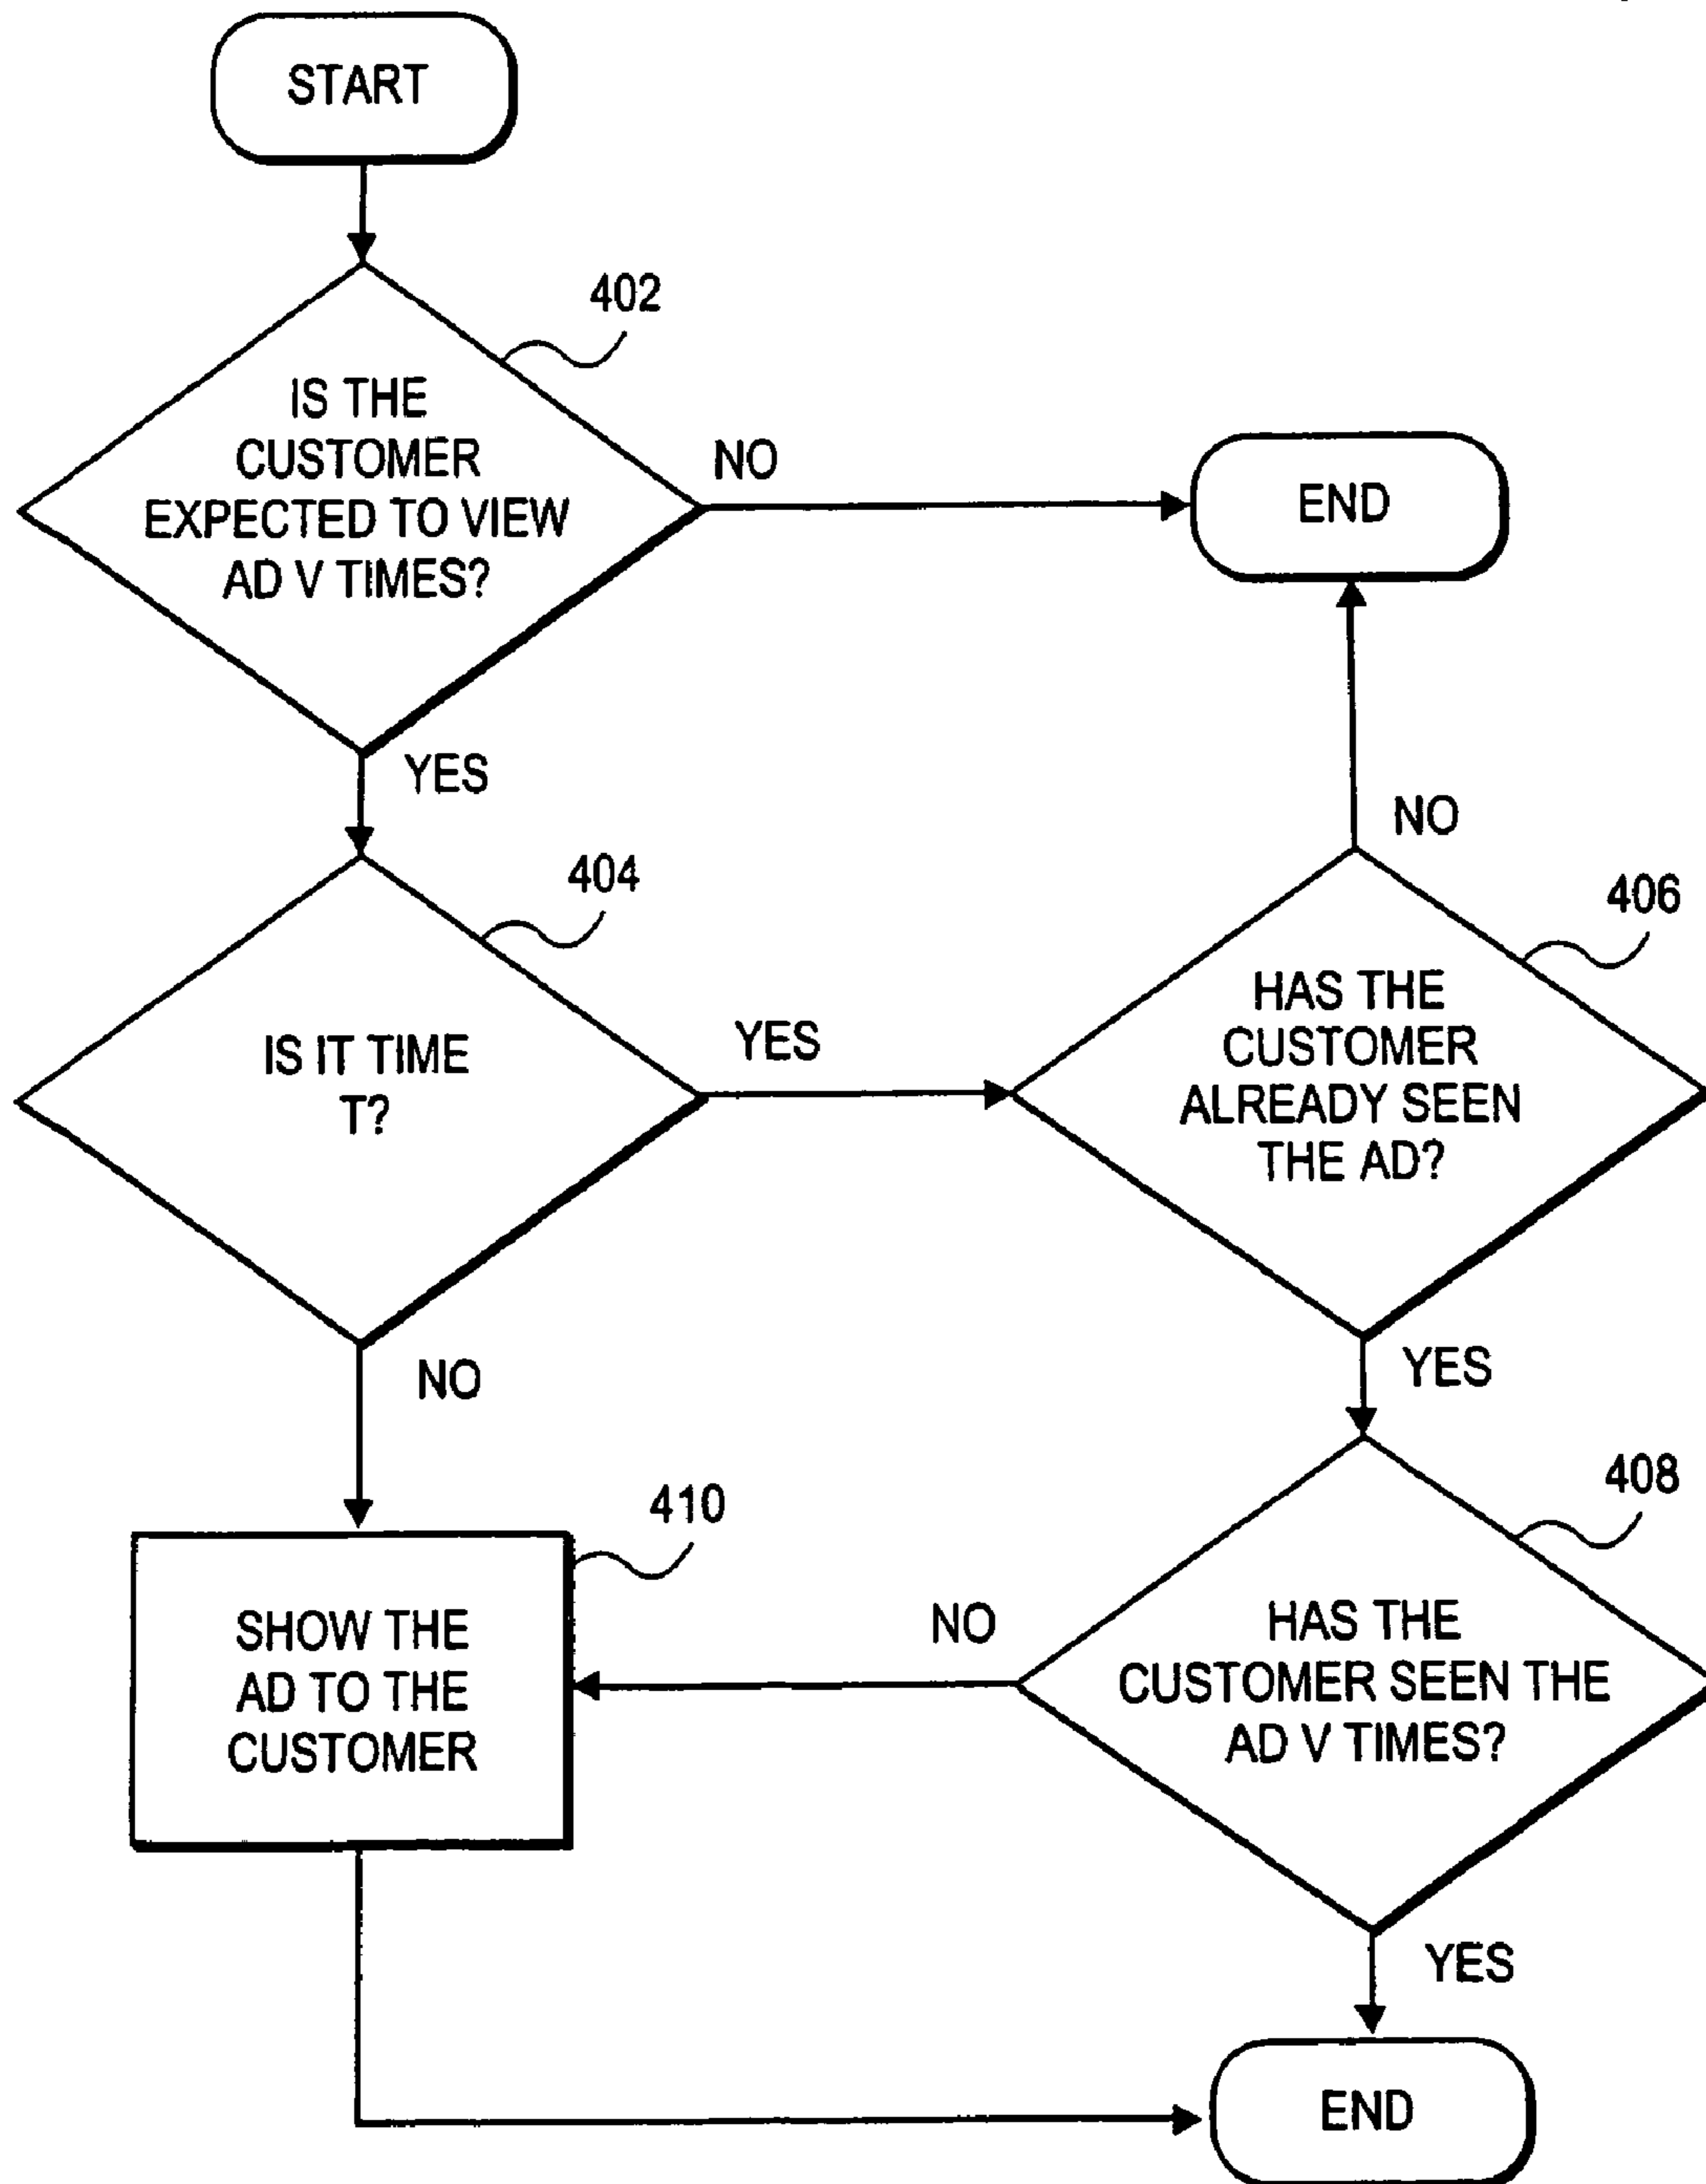 START
402
IS THE
CUSTOMER
EXPECTED TO VIEW
AD V TIMES?
NO
END
YES
404
IS IT TIME
T?
YES
NO
406
HAS THE
CUSTOMER
ALREADY SEEN
THE AD?
NO
YES
408
HAS THE
CUSTOMER SEEN THE
AD V TIMES?
NO
410
SHOW THE
AD TO THE
CUSTOMER
YES
END